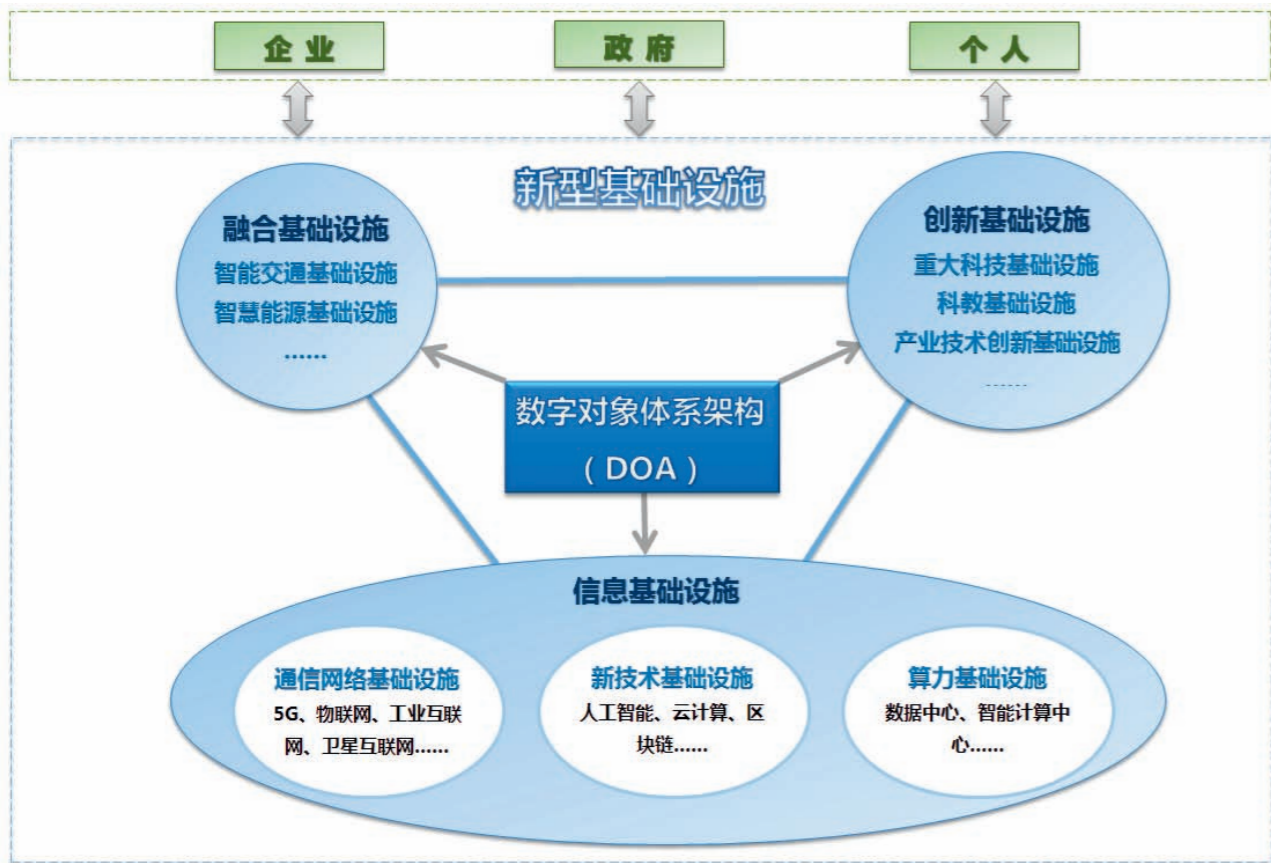 企业
政府
个人
新型基础设施
融合基础设施
智能交通基础设施
智慧能源基础设施
......
创新基础设施
重大科技基础设施
科教基础设施
产业技术创新基础设施
......
数字对象体系架构
（DOA）
信息基础设施
通信网络基础设施
5G、物联网、工业互联
网、卫星互联网......
新技术基础设施
人工智能、云计算、区
块链......
算力基础设施
数据中心、智能计算中
心......